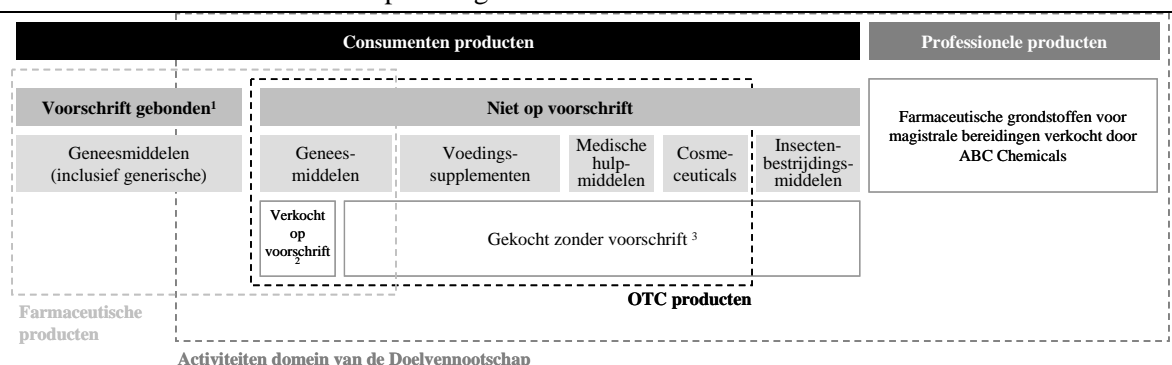 Consumenten producten
Professionele producten
Voorschrift gebonden¹
Niet op voorschrift
Farmaceutische grondstoffen voor
magistrale bereidingen verkocht door
ABC Chemicals
Geneesmiddelen
(inclusief generische)
Genees-
middelen
Voedings-
supplementen
Medische
hulp-
middelen
Cosme-
ceuticals
Insecten-
bestrijdings-
middelen
Verkocht
op
voorschrift
2
Gekocht zonder voorschrift ³
OTC producten
Farmaceutische
producten
Activiteiten domein van de Doelvennootschap